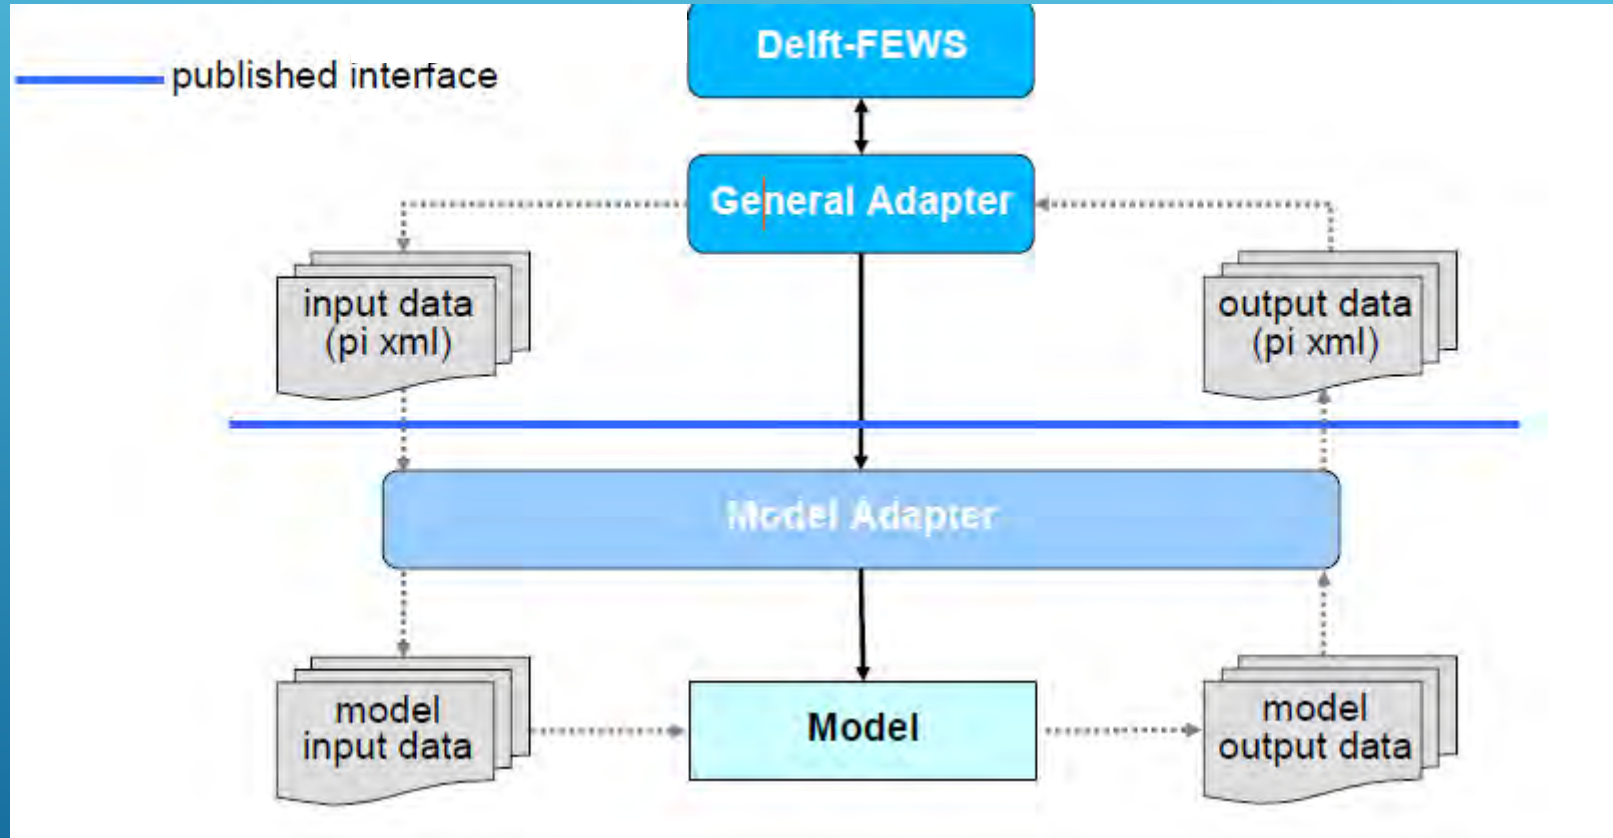 Delft-FEWS
published interface
General Adapter
input data
(pi xml)
output data
(pi xml)
Model Adapter
model
input data
Model
model
output data